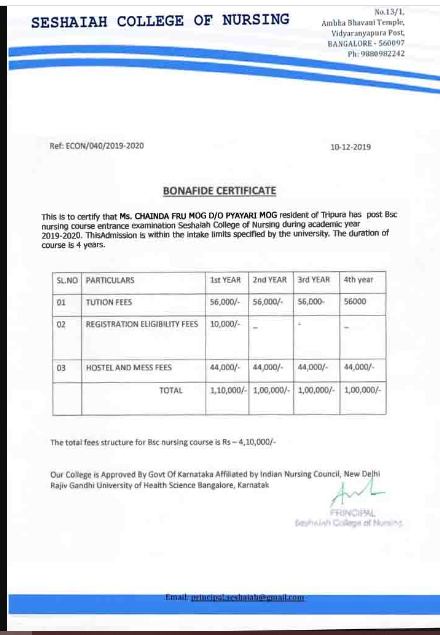 SESHAIAH COLLEGE OF NURSING
No.13/1,
Ambha Bhavani Temple,
Vidyaranyapura Post,
BANGALORE - 560097
Ph: 9880982242
Ref: ECON/040/2019-2020
10-12-2019
BONAFIDE CERTIFICATE
This is to certify that Ms. CHAINDA FRU MOG D/O PYAYARI MOG resident of Tripura has post Bsc
nursing course entrance examination Seshaiah College of Nursing during academic year
2019-2020. ThisAdmission is within the intake limits specified by the university. The duration of
course is 4 years.
SL.NO PARTICULARS 1st YEAR 2nd YEAR 3rd YEAR 4th year
01 TUTION FEES 56,000/- 56,000/- 56,000- 56000
02 REGISTRATION ELIGIBILITY FEES 10,000/- _ - _
03 HOSTEL AND MESS FEES 44,000/- 44,000/- 44,000/- 44,000/-
TOTAL 1,10,000/- 1,00,000/- 1,00,000/- 1,00,000/-
The total fees structure for Bsc nursing course is Rs – 4,10,000/-
Our College is Approved By Govt Of Karnataka Affiliated by Indian Nursing Council, New Delhi
Rajiv Gandhi University of Health Science Bangalore, Karnatak
PRINCIPAL
Seshaiah College of Nursing
Email: principal.seshaiah@gmail.com